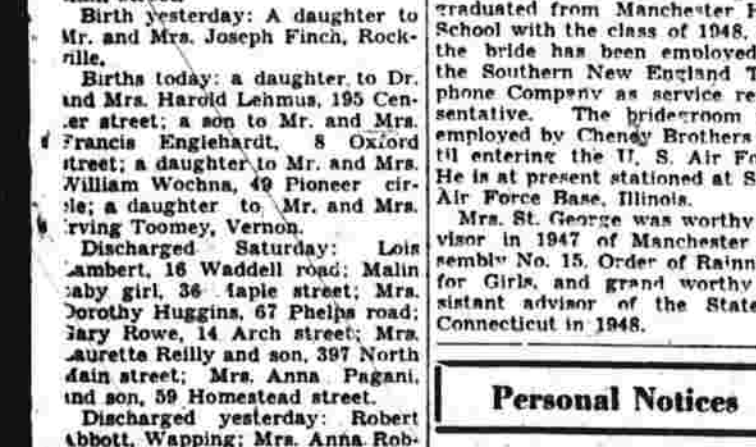 Birth yesterday: A daughter to
Mr. and Mrs. Joseph Finch, Rock-
ville.
Births today: a daughter to Dr.
and Mrs. Harold Lehmus, 195 Cen-
ter street; a son to Mr. and Mrs.
Francis Englehardt, 8 Oxford
street; a daughter to Mr. and Mrs.
William Wochna, 49 Pioneer cir-
cle; a daughter to Mr. and Mrs.
Irving Toomey, Vernon.
Discharged Saturday: Lois
Lambert, 16 Waddell road; Malin
baby girl, 36 Maple street; Mrs.
Dorothy Huggins, 67 Phelps road;
Gary Rowe, 14 Arch street; Mrs.
Laurette Reilly and son, 397 North
Main street; Mrs. Anna Pagani,
and son, 59 Homestead street.
Discharged yesterday: Robert
Abbott, Wapping; Mrs. Anna Rob-
graduated from Manchester H
School with the class of 1948,
the bride has been employed
the Southern New England T
phone Company as service re
sentative. The bridegroom
employed by Cheney Brothers
til entering the U. S. Air Fo
He is at present stationed at S
Air Force Base, Illinois.
Mrs. St. George was worthy
visor in 1947 of Manchester
sembly No. 15, Order of Rainn
for Girls, and grand worthy
sistant advisor of the State
Connecticut in 1948.
Personal Notices